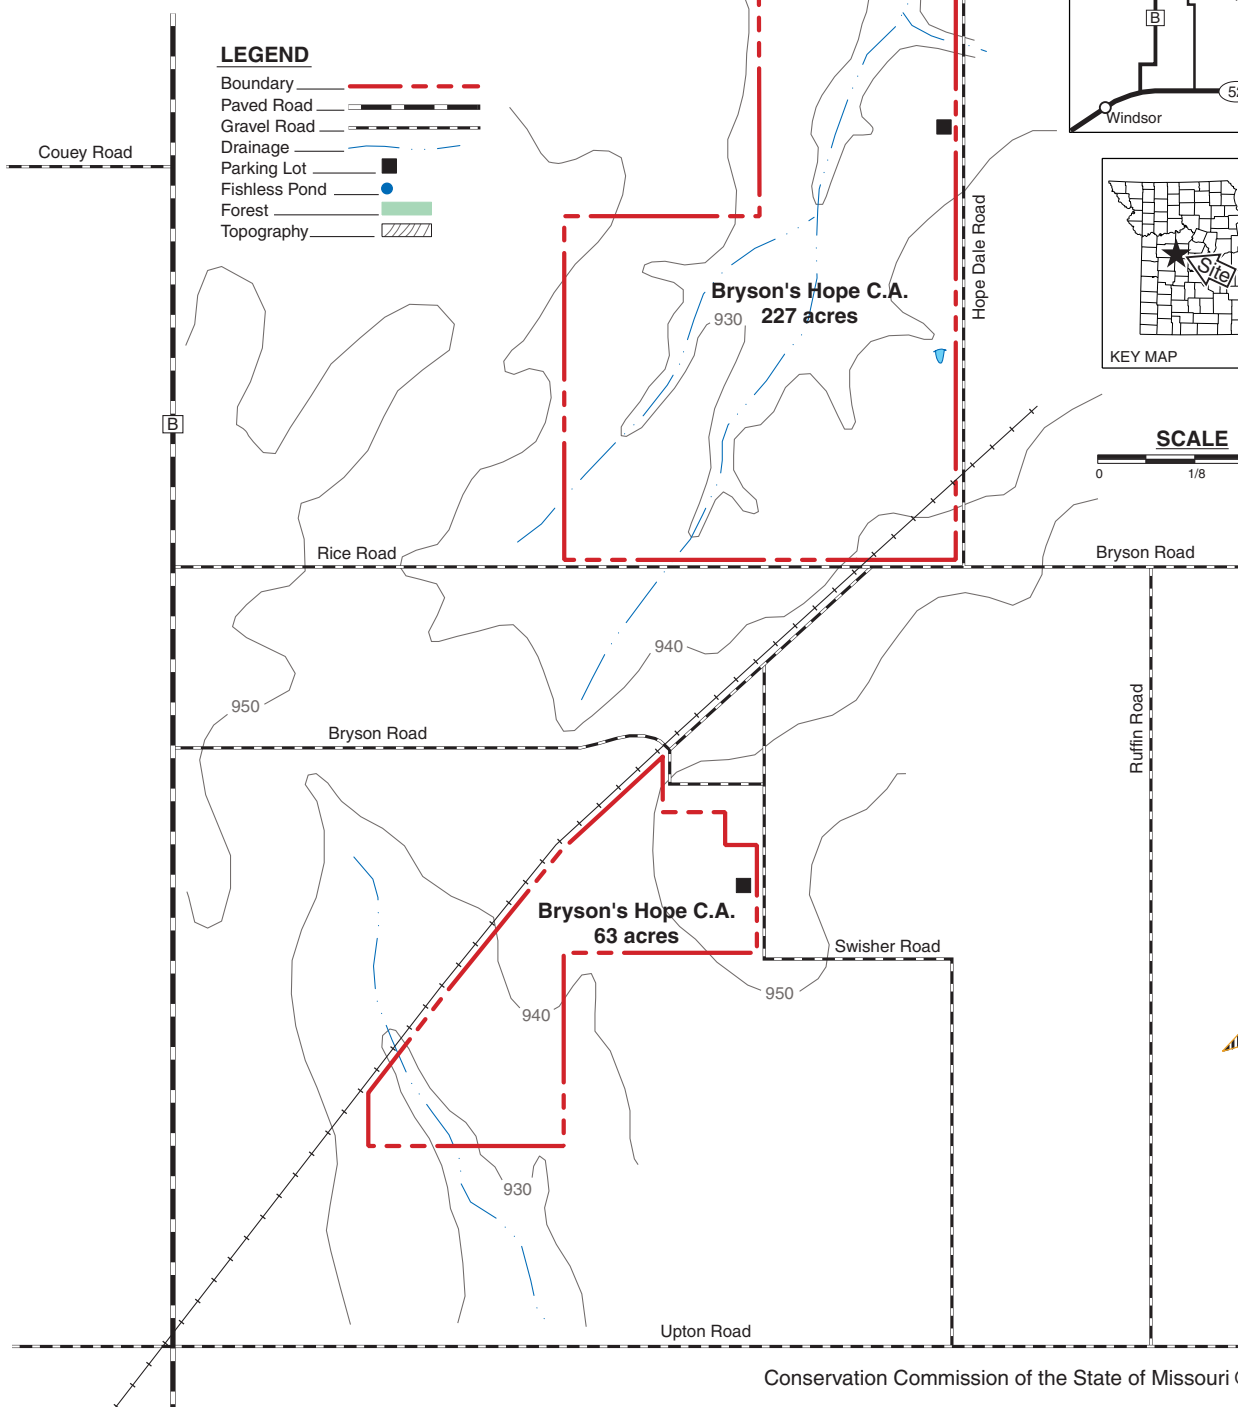 LEGEND
Boundary
Paved Road
Gravel Road
Drainage
Parking Lot
Fishless Pond
Forest
Topography
Couey Road
B
Windsor
Site
KEY MAP
SCALE
0
1/8
Hope Dale Road
Bryson's Hope C.A.
227 acres
930
B
Rice Road
Bryson Road
940
950
Bryson Road
Ruffin Road
Bryson's Hope C.A.
63 acres
Swisher Road
950
940
930
Upton Road
Conservation Commission of the State of Missouri